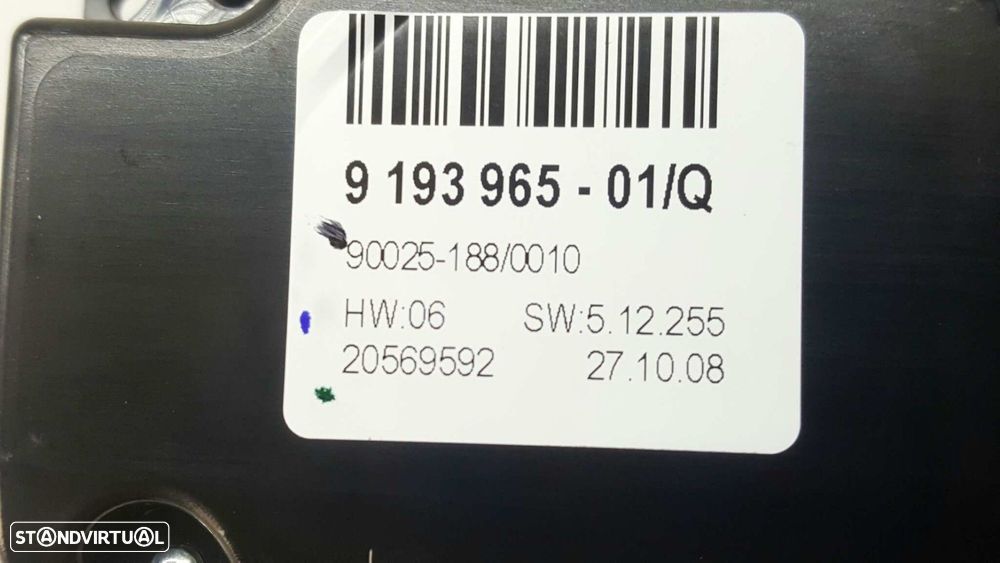 9 193 965 - 01/Q
90025-188/0010
HW:06 SW:5.12.255
20569592 27.10.08
STANDVIRTUAL